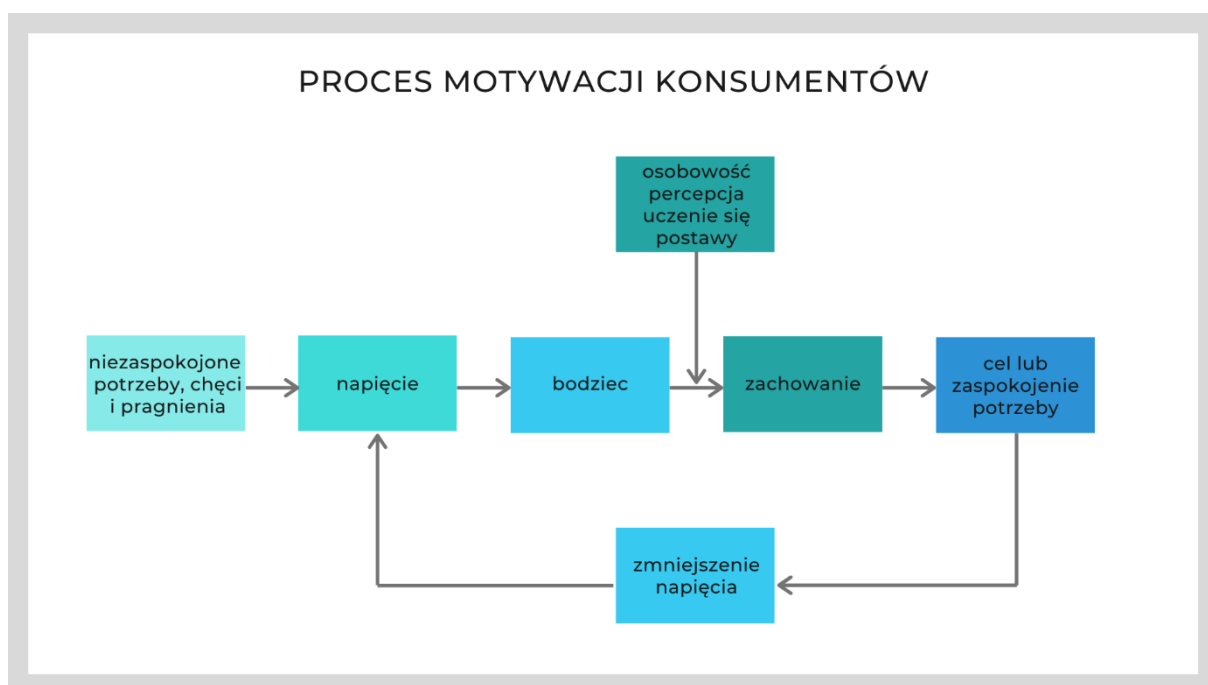 PROCES MOTYWACJI KONSUMENTÓW
osobowość
percepcja
uczenie się
postawy
niezaspokojone
potrzeby, chęci
i pragnienia
napięcie
bodziec
zachowanie
cel lub
zaspokojenie
potrzeby
zmniejszenie
napięcia